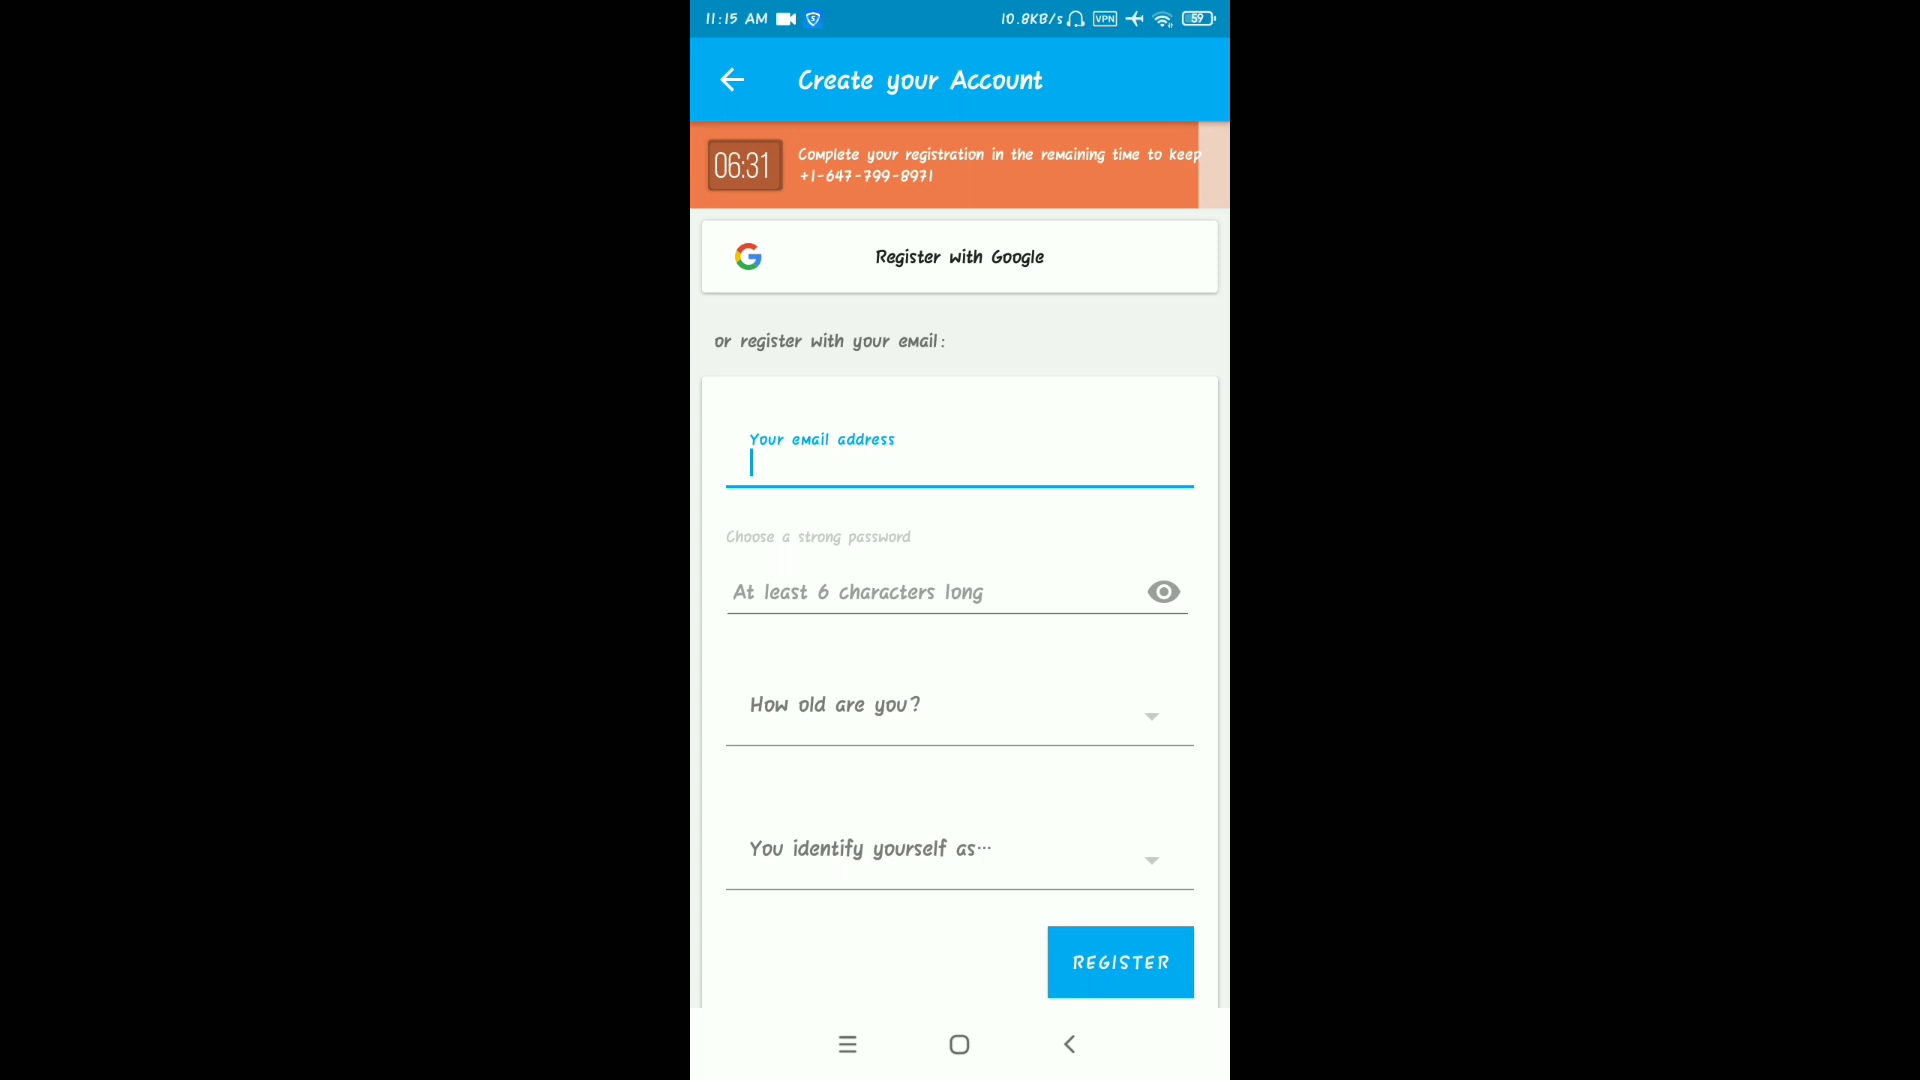 11:15 AM
10.8KB/s VPN 59
Create your Account
06:31
Complete your registration in the remaining time to keep
+1-647-799-8971
Register with Google
or register with your email:
Your email address
Choose a strong password
At least 6 characters long
How old are you?
You identify yourself as...
REGISTER